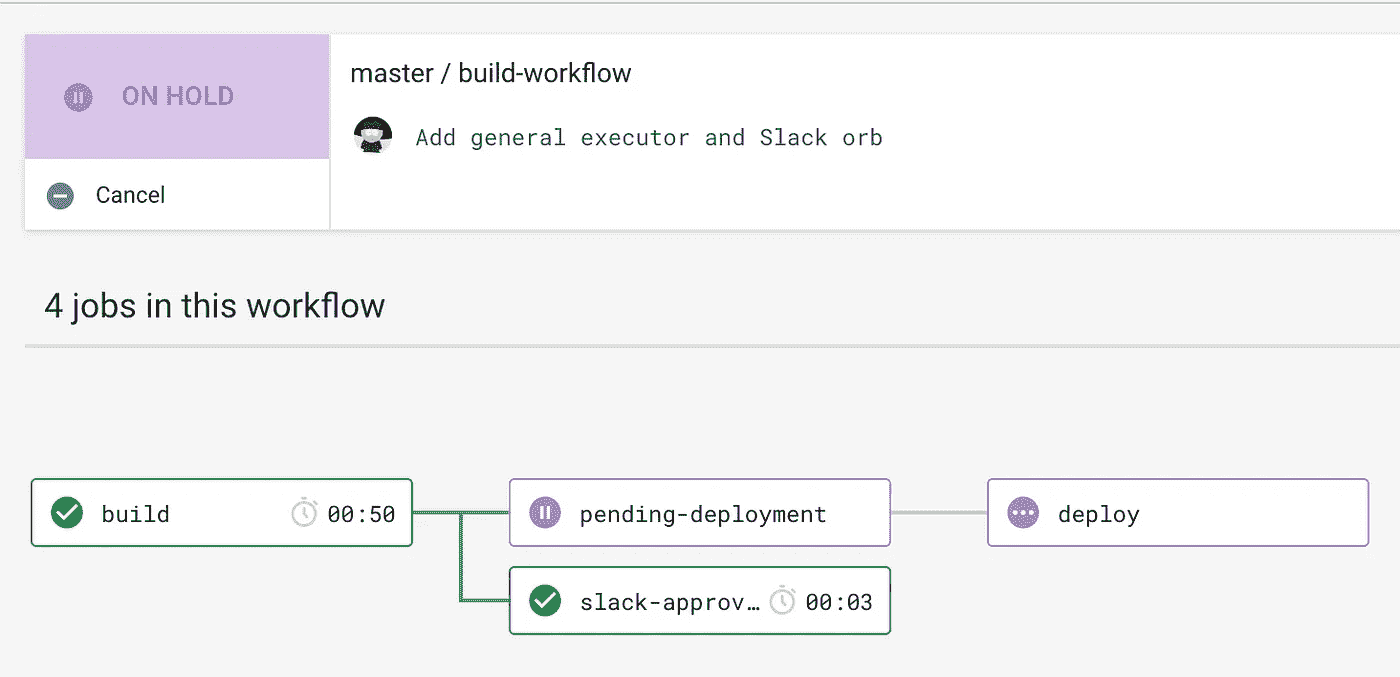 ON HOLD
master / build-workflow
Add general executor and Slack orb
Cancel
4 jobs in this workflow
build 00:50
pending-deployment
deploy
slack-approv… 00:03